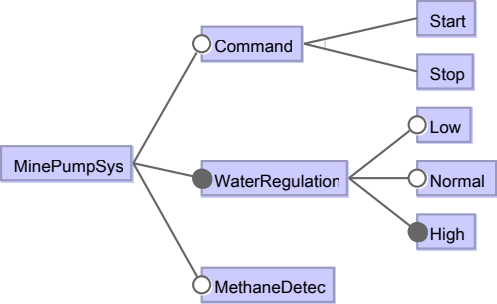 Start
Command
Stop
Low
MinePumpSys
WaterRegulation
Normal
High
MethaneDetec